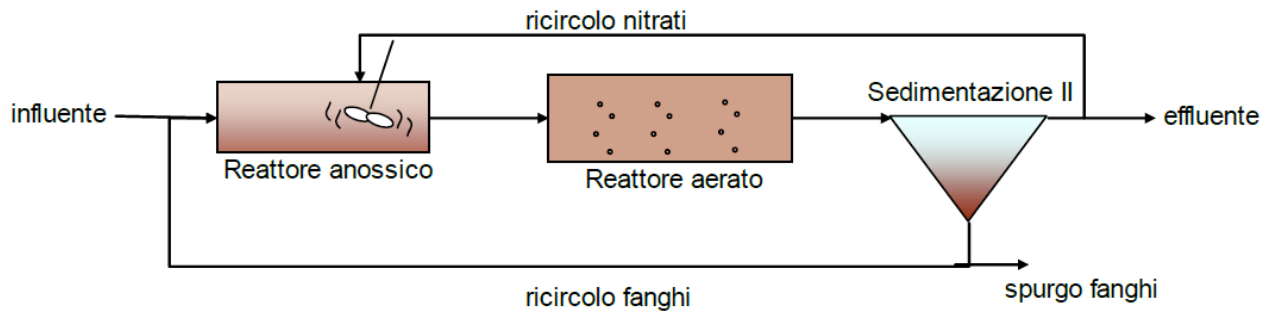 ricircolo nitrati
influente
Sedimentazione II
effluente
Reattore anossico
Reattore aerato
ricircolo fanghi
spurgo fanghi